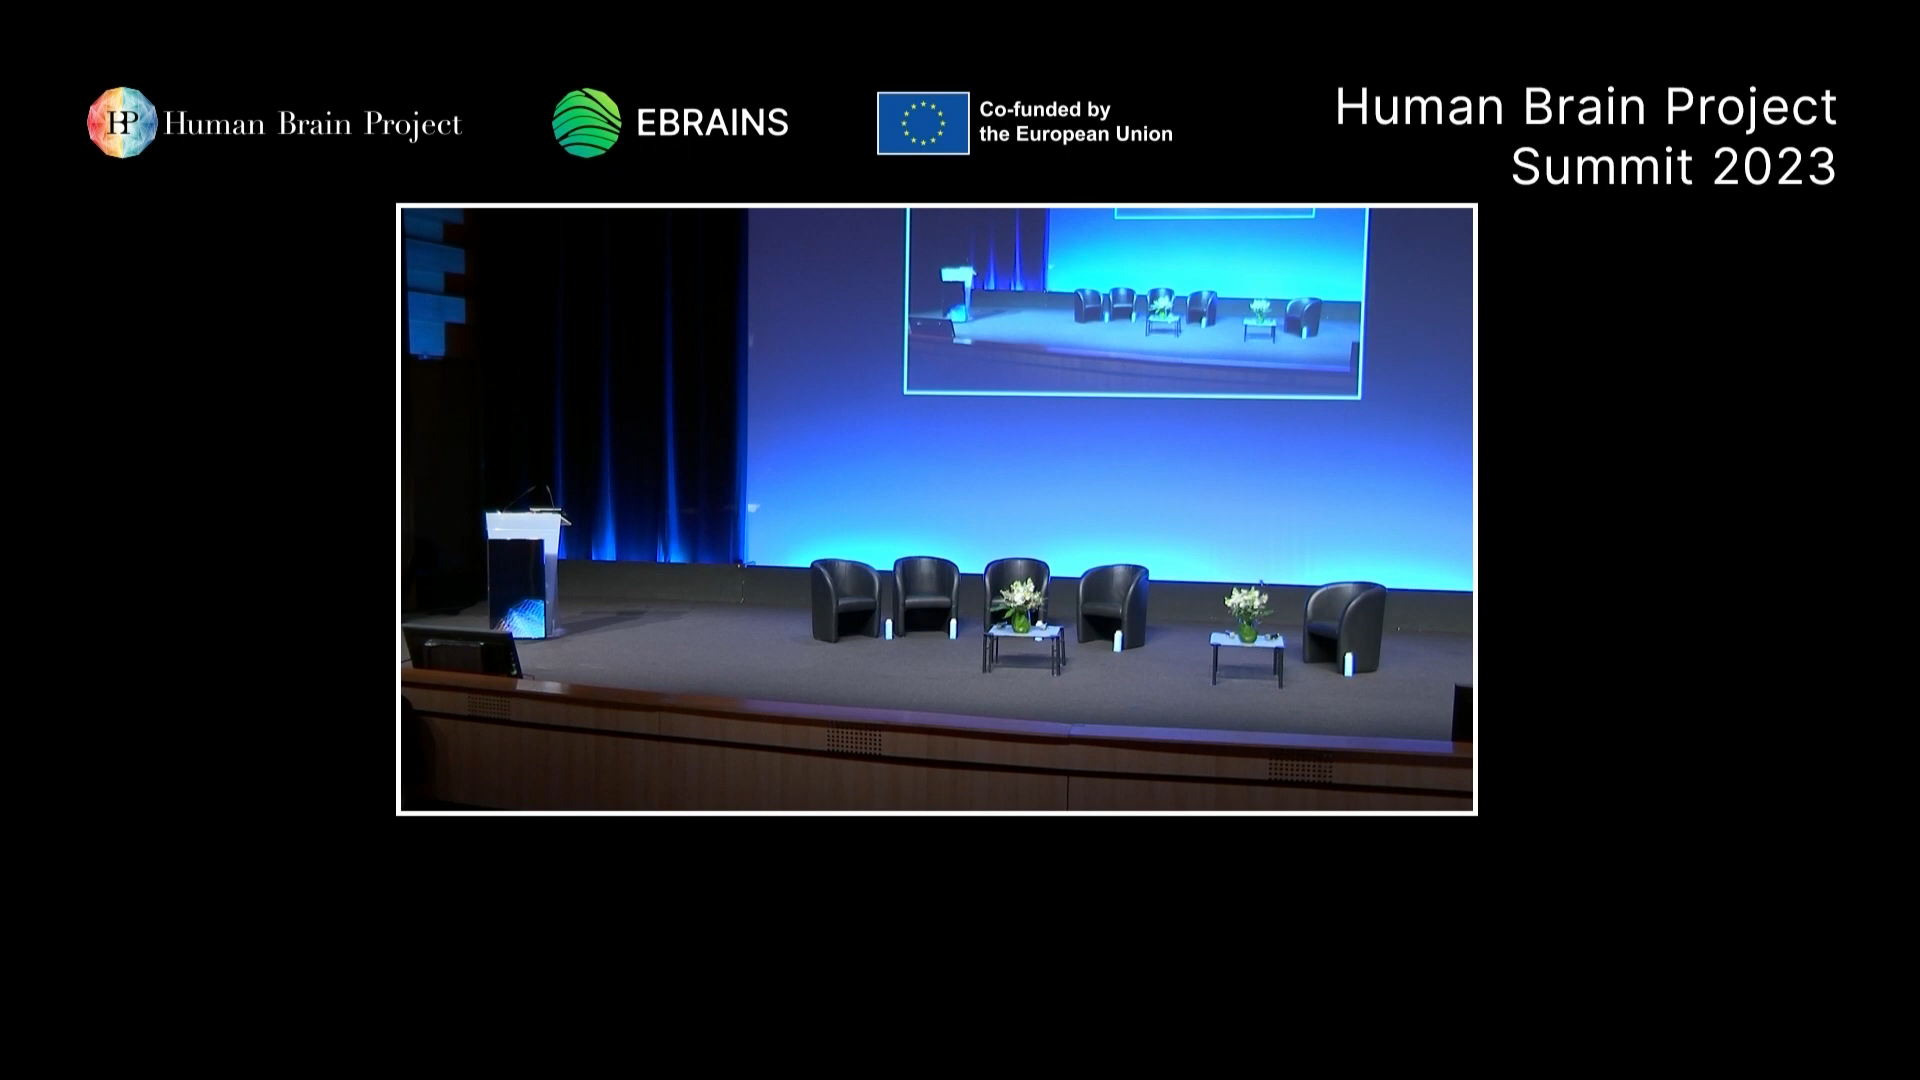 HP Human Brain Project
EBRAINS
Co-funded by
the European Union
Human Brain Project
Summit 2023